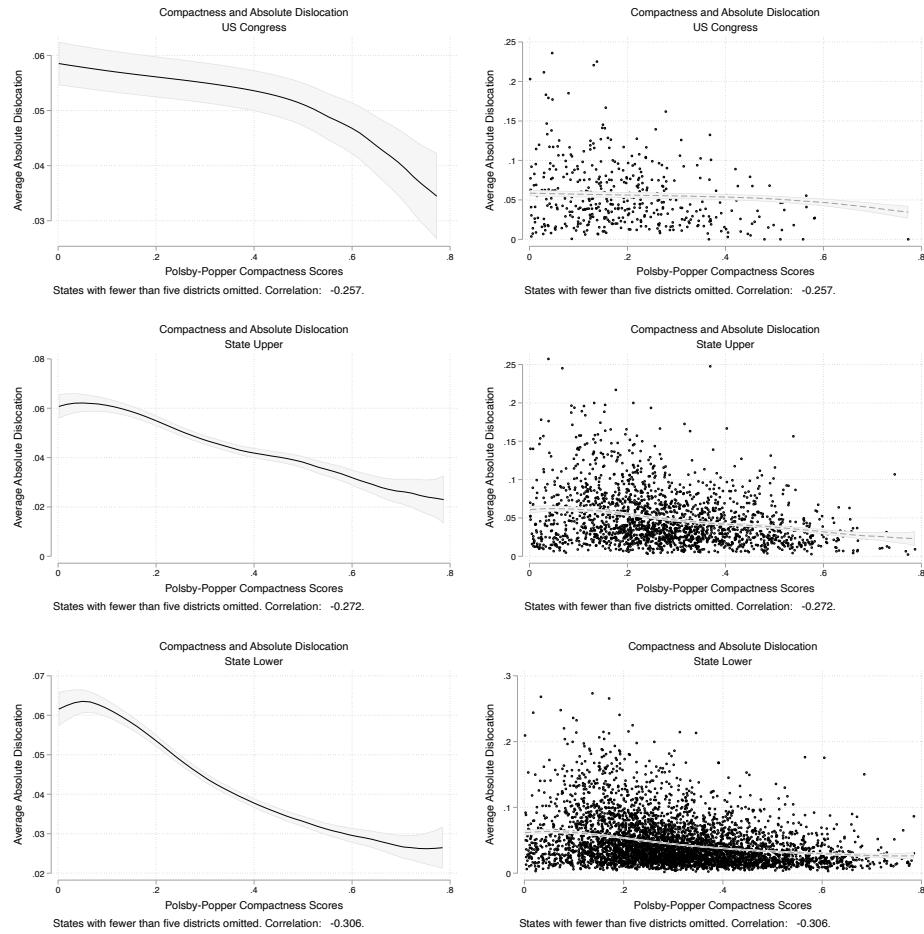 Compactness and Absolute Dislocation
US Congress
Average Absolute Dislocation
.06
.05
.04
.03
0
.2
.4
.6
.8
Polsby-Popper Compactness Scores
States with fewer than five districts omitted. Correlation: -0.257.
Compactness and Absolute Dislocation
US Congress
Average Absolute Dislocation
.25
.2
.15
.1
.05
0
0
.2
.4
.6
.8
Polsby-Popper Compactness Scores
States with fewer than five districts omitted. Correlation: -0.257.
Compactness and Absolute Dislocation
State Upper
Average Absolute Dislocation
.08
.06
.04
.02
0
0
.2
.4
.6
.8
Polsby-Popper Compactness Scores
States with fewer than five districts omitted. Correlation: -0.272.
Compactness and Absolute Dislocation
State Upper
Average Absolute Dislocation
.25
.2
.15
.1
.05
0
0
.2
.4
.6
.8
Polsby-Popper Compactness Scores
States with fewer than five districts omitted. Correlation: -0.272.
Compactness and Absolute Dislocation
State Lower
Average Absolute Dislocation
.07
.06
.05
.04
.03
.02
0
.2
.4
.6
.8
Polsby-Popper Compactness Scores
States with fewer than five districts omitted. Correlation: -0.306.
Compactness and Absolute Dislocation
State Lower
Average Absolute Dislocation
.3
.2
.1
0
0
.2
.4
.6
.8
Polsby-Popper Compactness Scores
States with fewer than five districts omitted. Correlation: -0.306.